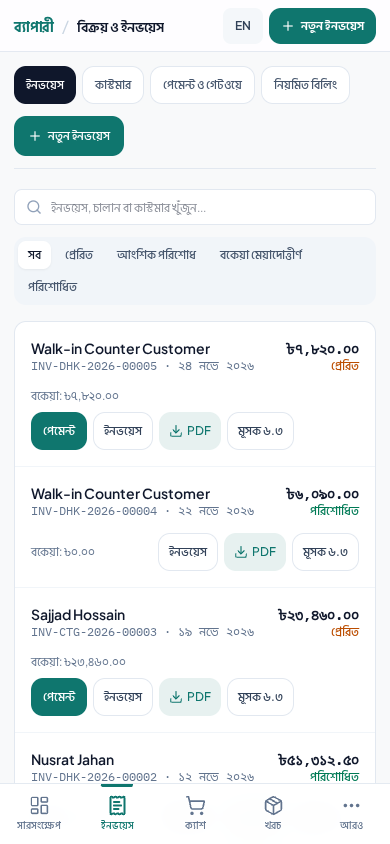 ব্যাপারী / বিক্রয় ও ইনভয়েস EN + নতুন ইনভয়েস
ইনভয়েস কাস্টমার পেমেন্ট ও গেটওয়ে নিয়মিত বিলিং
+ নতুন ইনভয়েস
ইনভয়েস, চালান বা কাস্টমার খুঁজুন...
সব প্রেরিত আংশিক পরিশোধ বকেয়া মেয়াদোত্তীর্ণ
পরিশোধিত
Walk-in Counter Customer ৳৭,৮২০.০০
INV-DHK-2026-00005 · ২৪ নভে ২০২৬ প্রেরিত
বকেয়া: ৳৭,৮২০.০০
পেমেন্ট ইনভয়েস PDF মূসক ৬.৩
Walk-in Counter Customer ৳৬,০৯০.০০
INV-DHK-2026-00004 · ২২ নভে ২০২৬ পরিশোধিত
বকেয়া: ৳০.০০ ইনভয়েস PDF মূসক ৬.৩
Sajjad Hossain ৳২৩,৪৬০.০০
INV-CTG-2026-00003 · ১৯ নভে ২০২৬ প্রেরিত
বকেয়া: ৳২৩,৪৬০.০০
পেমেন্ট ইনভয়েস PDF মূসক ৬.৩
Nusrat Jahan ৳৫১,৩১২.৫০
INV-DHK-2026-00002 · ১২ নভে ২০২৬ পরিশোধিত
সারসংক্ষেপ ইনভয়েস ক্যাশ খরচ আরও